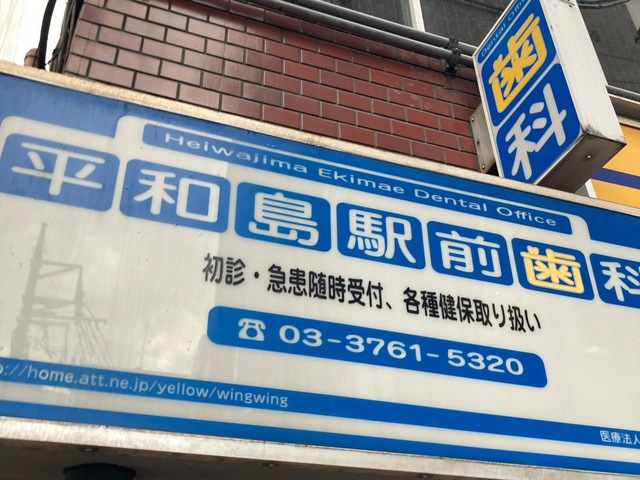 Dental Office
歯科
Heiwajima Ekimae Dental Office
平和島駅前歯科
初診・急患随時受付、各種健保取り扱い
☎ 03-3761-5320
p://home.att.ne.jp/yellow/wingwing
医療法人